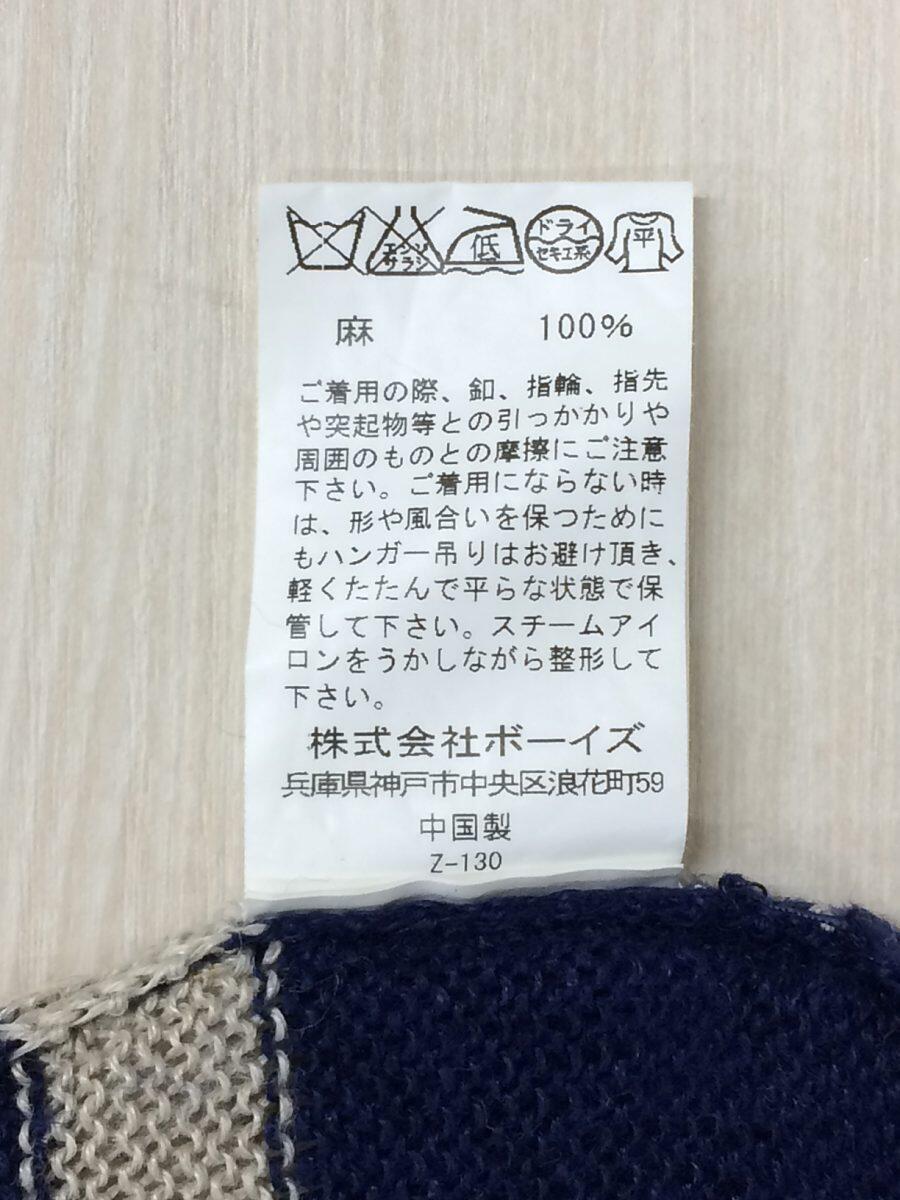 エンソ
サラシ
低
ドライ
セキユ系
平
麻 100%
ご着用の際、釦、指輪、指先
や突起物等との引っかかりや
周囲のものとの摩擦にご注意
下さい。ご着用にならない時
は、形や風合いを保つために
もハンガー吊りはお避け頂き、
軽くたたんで平らな状態で保
管して下さい。スチームアイ
ロンをうかしながら整形して
下さい。
株式会社ボーイズ
兵庫県神戸市中央区浪花町59
中国製
Z-130